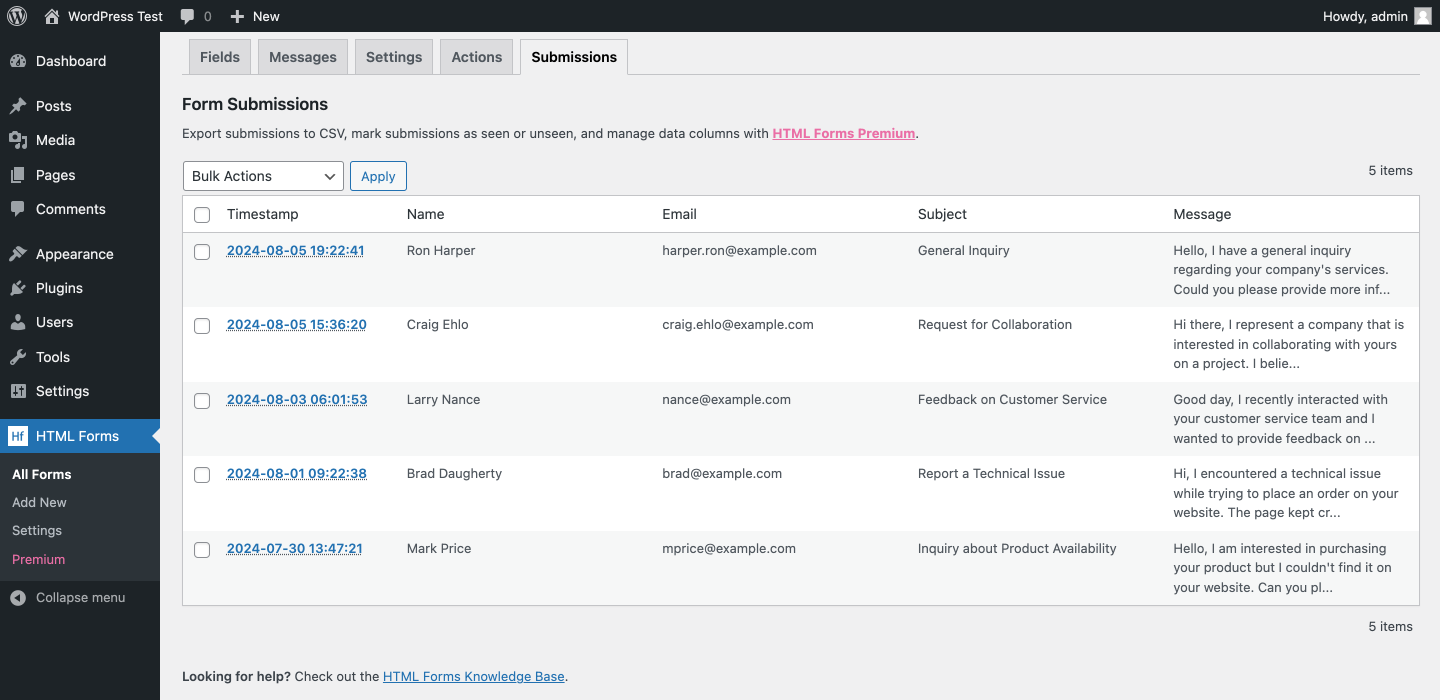 WordPress Test 0 New Howdy, admin
Dashboard
Posts
Media
Pages
Comments
Appearance
Plugins
Users
Tools
Settings
Hf HTML Forms
All Forms
Add New
Settings
Premium
Collapse menu
Fields Messages Settings Actions Submissions
Form Submissions
Export submissions to CSV, mark submissions as seen or unseen, and manage data columns with HTML Forms Premium.
Bulk Actions Apply 5 items
Timestamp Name Email Subject Message
2024-08-05 19:22:41 Ron Harper harper.ron@example.com General Inquiry Hello, I have a general inquiry
regarding your company's services.
Could you please provide more inf...
2024-08-05 15:36:20 Craig Ehlo craig.ehlo@example.com Request for Collaboration Hi there, I represent a company that is
interested in collaborating with yours
on a project. I belie...
2024-08-03 06:01:53 Larry Nance nance@example.com Feedback on Customer Service Good day, I recently interacted with
your customer service team and I
wanted to provide feedback on ...
2024-08-01 09:22:38 Brad Daugherty brad@example.com Report a Technical Issue Hi, I encountered a technical issue
while trying to place an order on your
website. The page kept cr...
2024-07-30 13:47:21 Mark Price mprice@example.com Inquiry about Product Availability Hello, I am interested in purchasing
your product but I couldn't find it on
your website. Can you pl...
5 items
Looking for help? Check out the HTML Forms Knowledge Base.